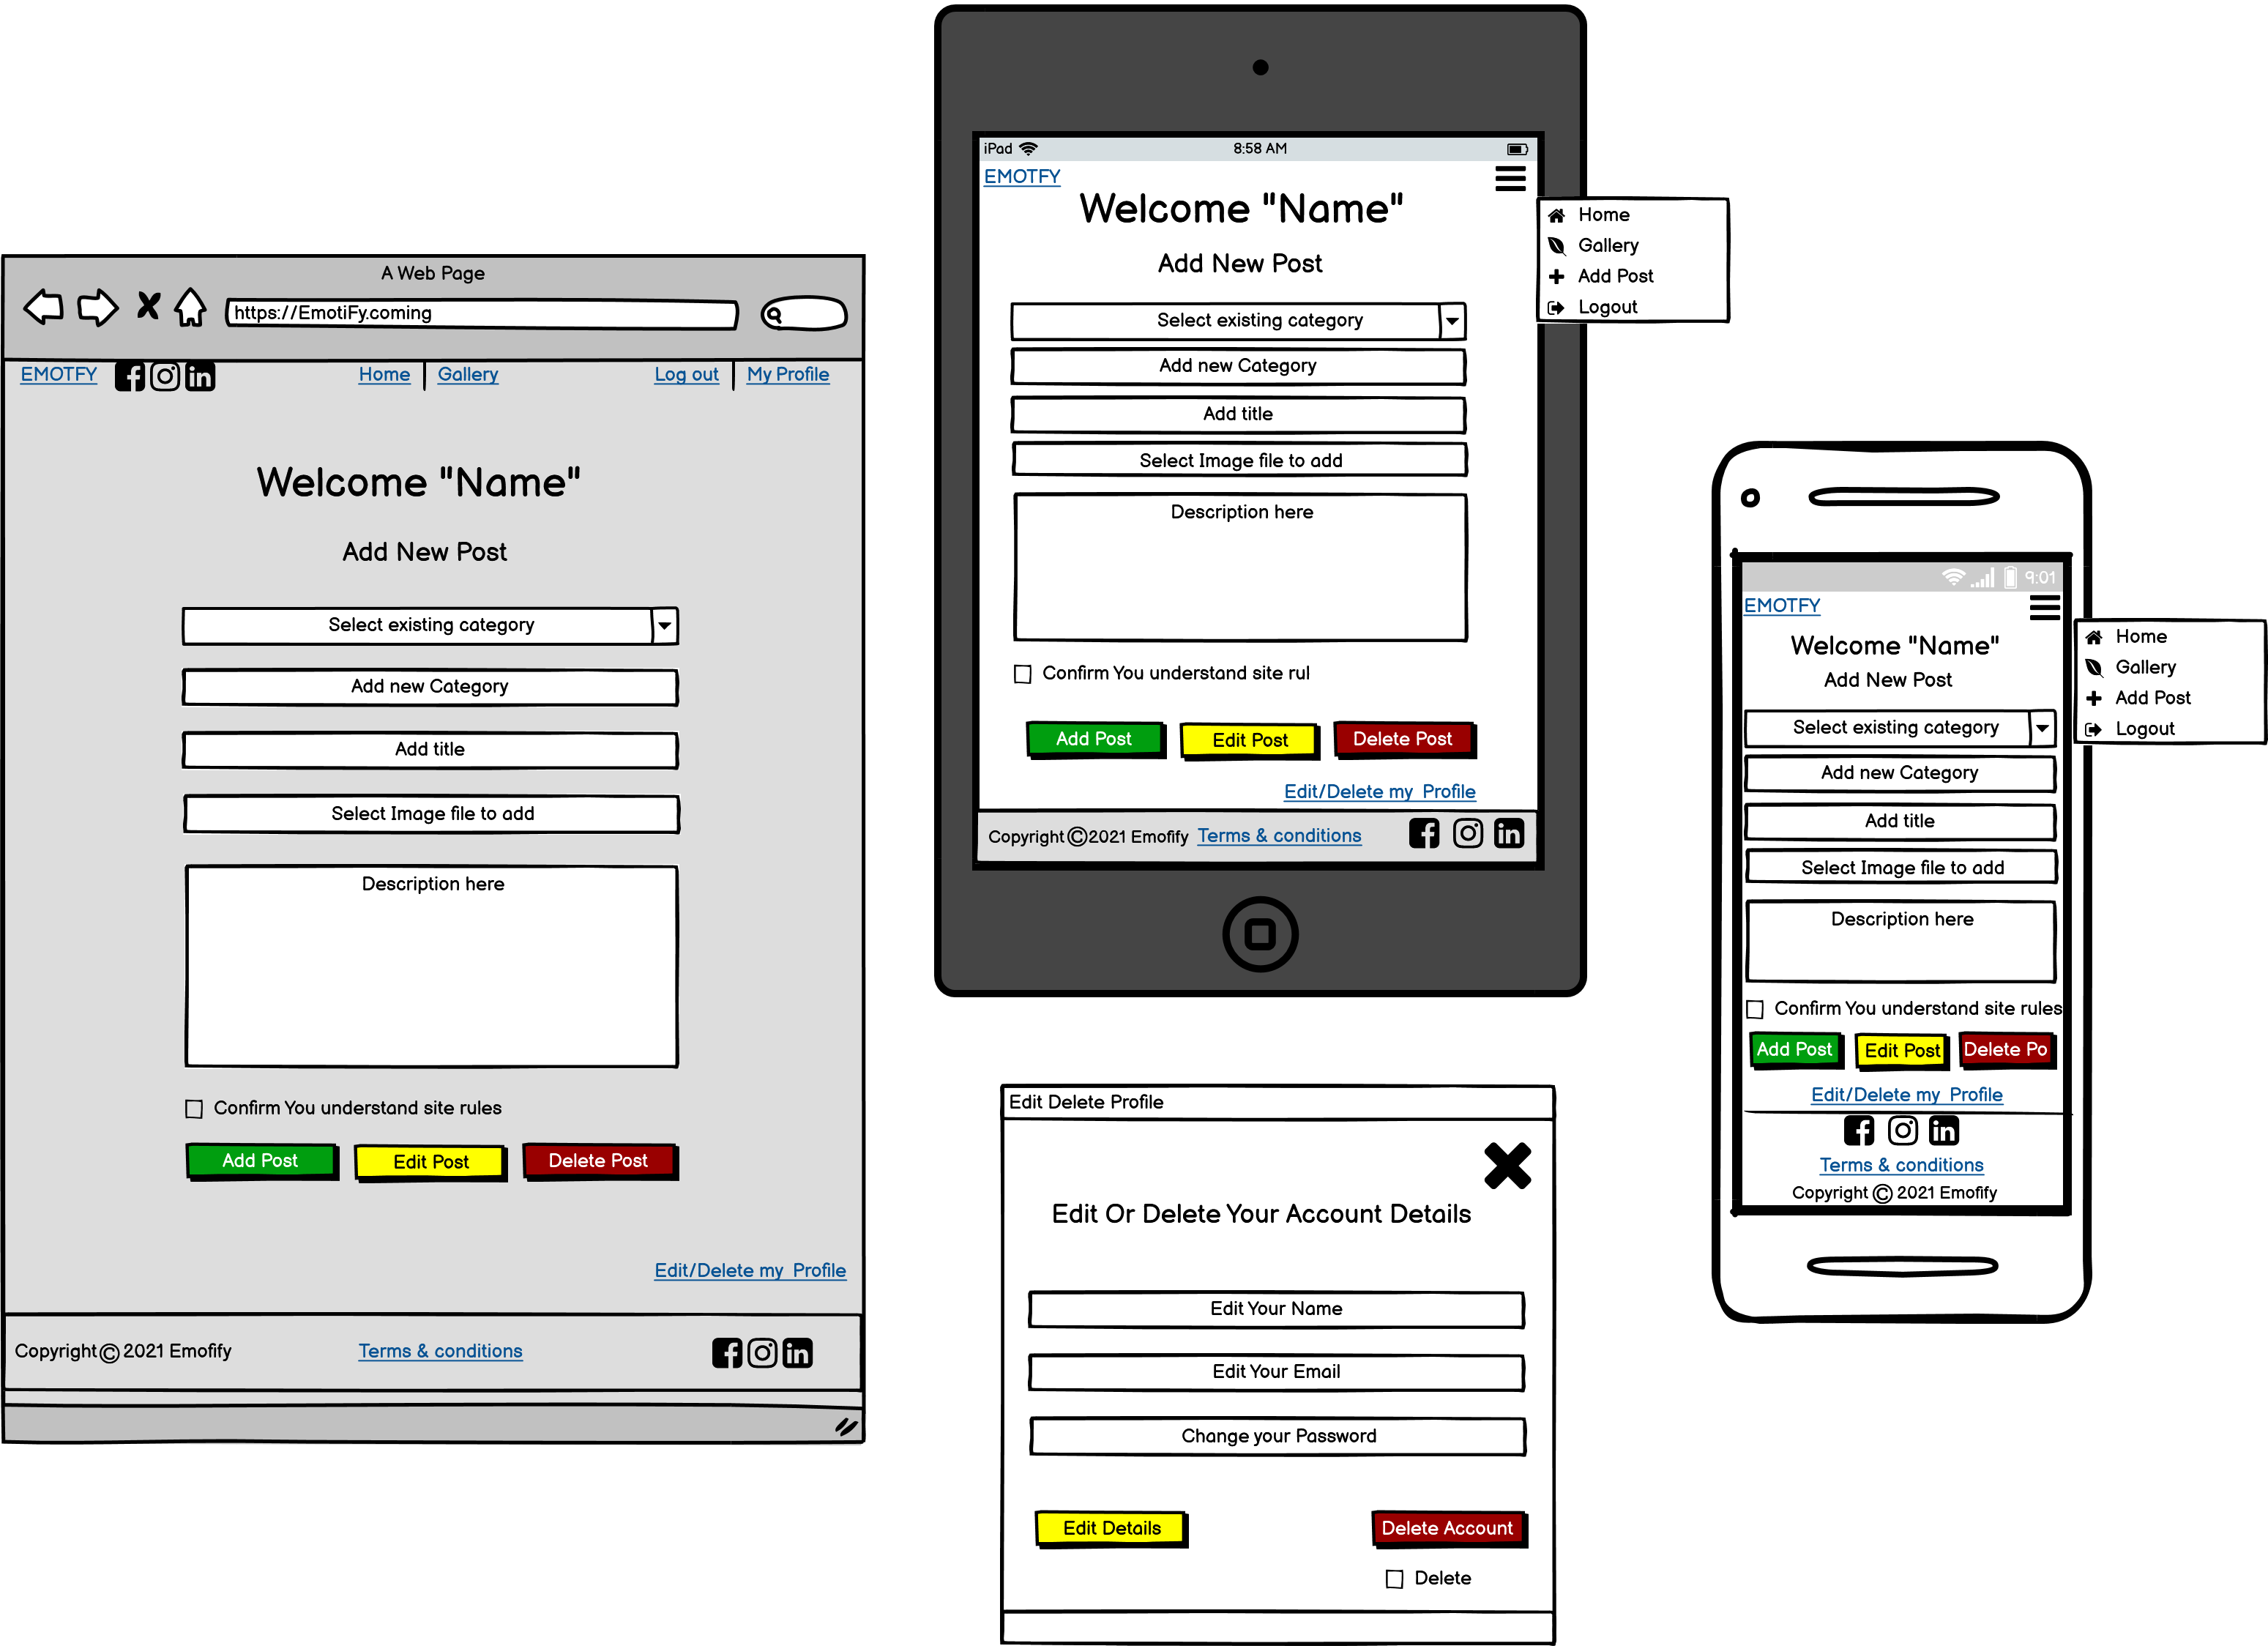 A Web Page
https://EmotiFy.coming
EMOTFY Home Gallery Log out My Profile
Welcome "Name"
Add New Post
Select existing category
Add new Category
Add title
Select Image file to add
Description here
Confirm You understand site rules
Add Post Edit Post Delete Post
Edit/Delete my Profile
Copyright © 2021 Emofify Terms & conditions
iPad 8:58 AM
EMOTFY
Welcome "Name"
Add New Post
Select existing category
Add new Category
Add title
Select Image file to add
Description here
Confirm You understand site rul
Add Post Edit Post Delete Post
Edit/Delete my Profile
Copyright © 2021 Emofify Terms & conditions
Home
Gallery
Add Post
Logout
Edit Delete Profile
Edit Or Delete Your Account Details
Edit Your Name
Edit Your Email
Change your Password
Edit Details Delete Account
Delete
9:01
EMOTFY
Welcome "Name"
Add New Post
Select existing category
Add new Category
Add title
Select Image file to add
Description here
Confirm You understand site rules
Add Post Edit Post Delete Po
Edit/Delete my Profile
Terms & conditions
Copyright © 2021 Emofify
Home
Gallery
Add Post
Logout